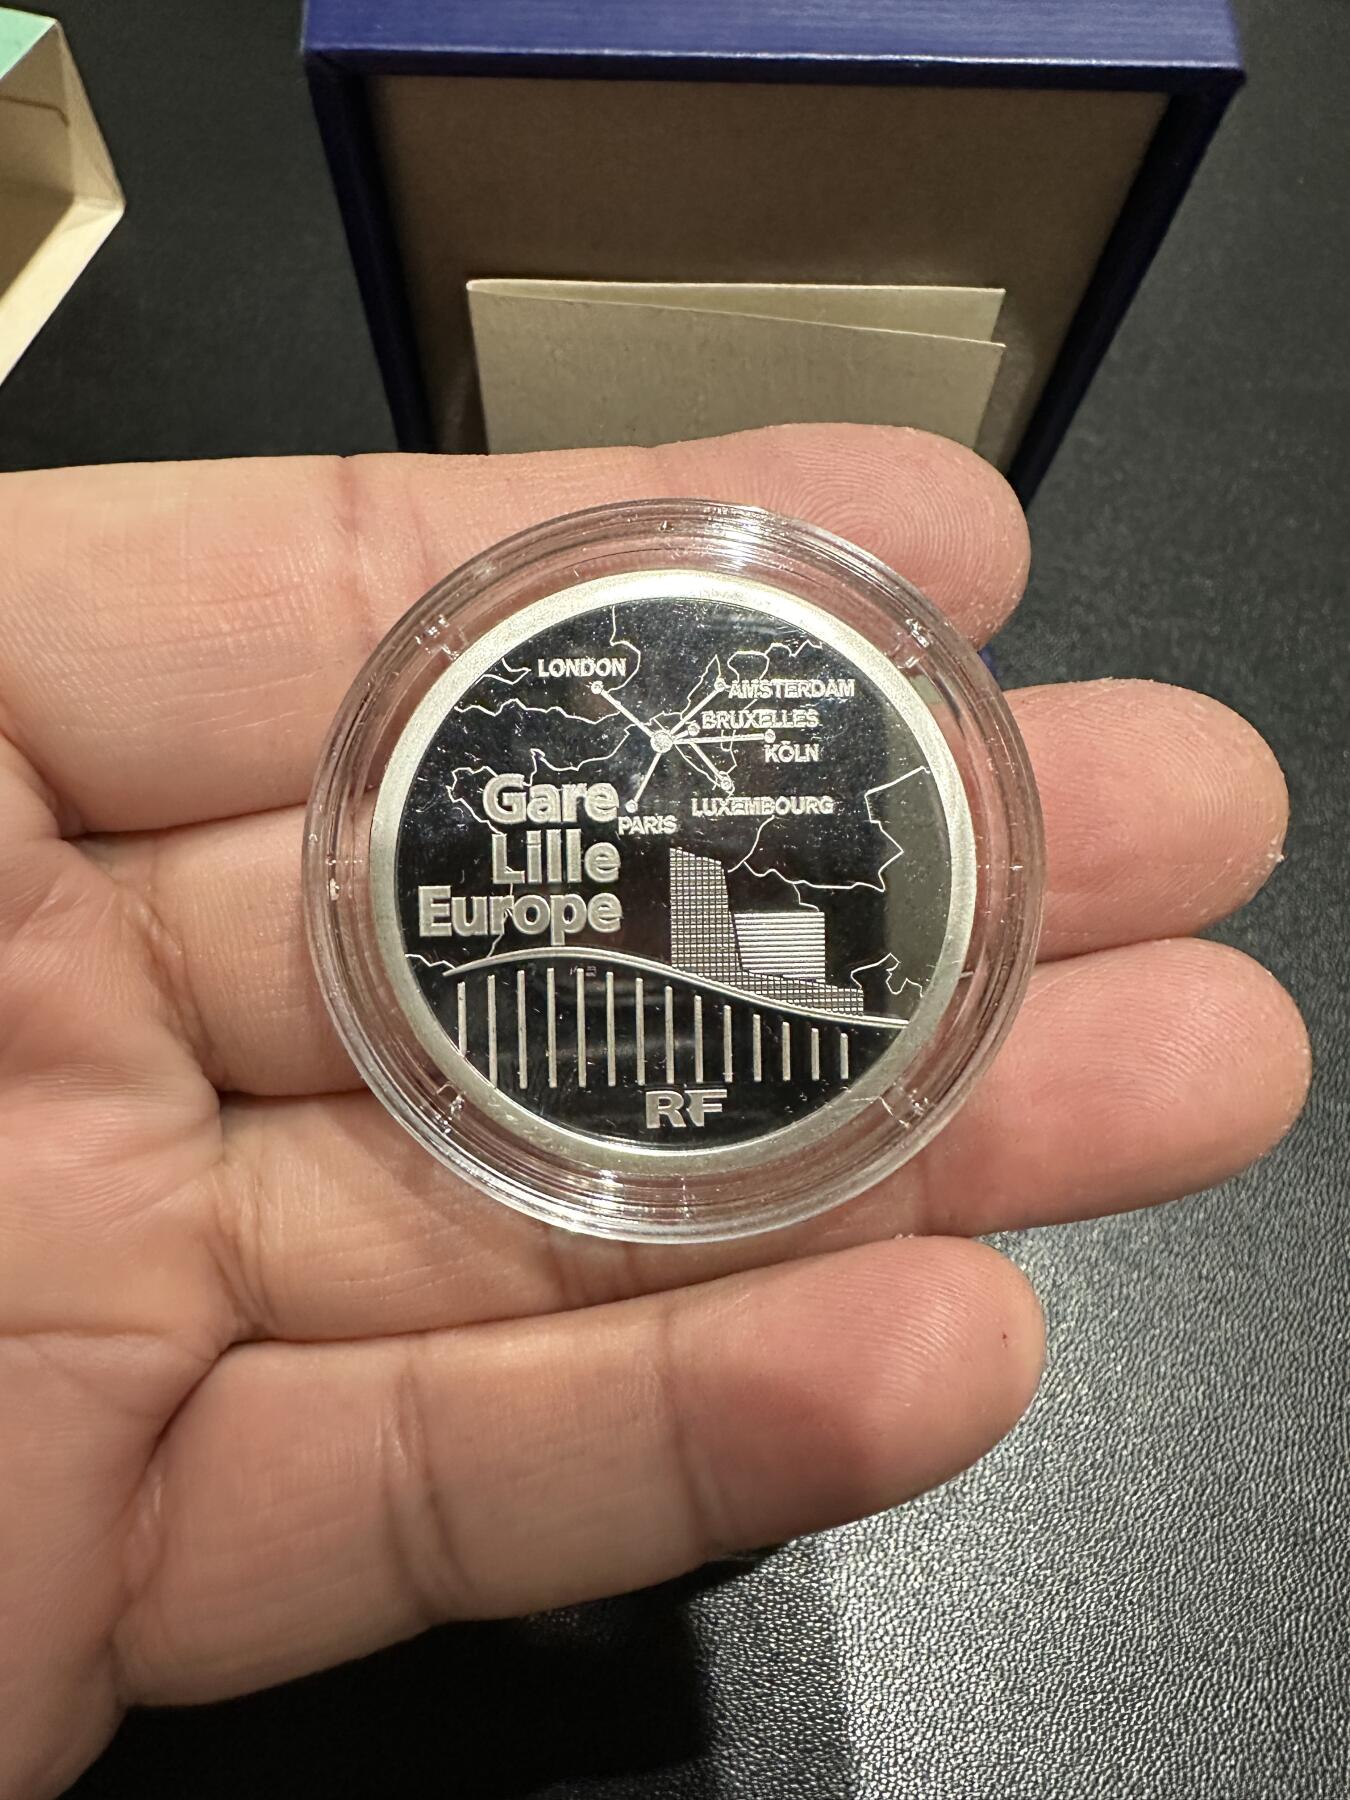 LONDON
AMSTERDAM
BRUXELLES
KÖLN
LUXEMBOURG
PARIS
Gare
Lille
Europe
RF